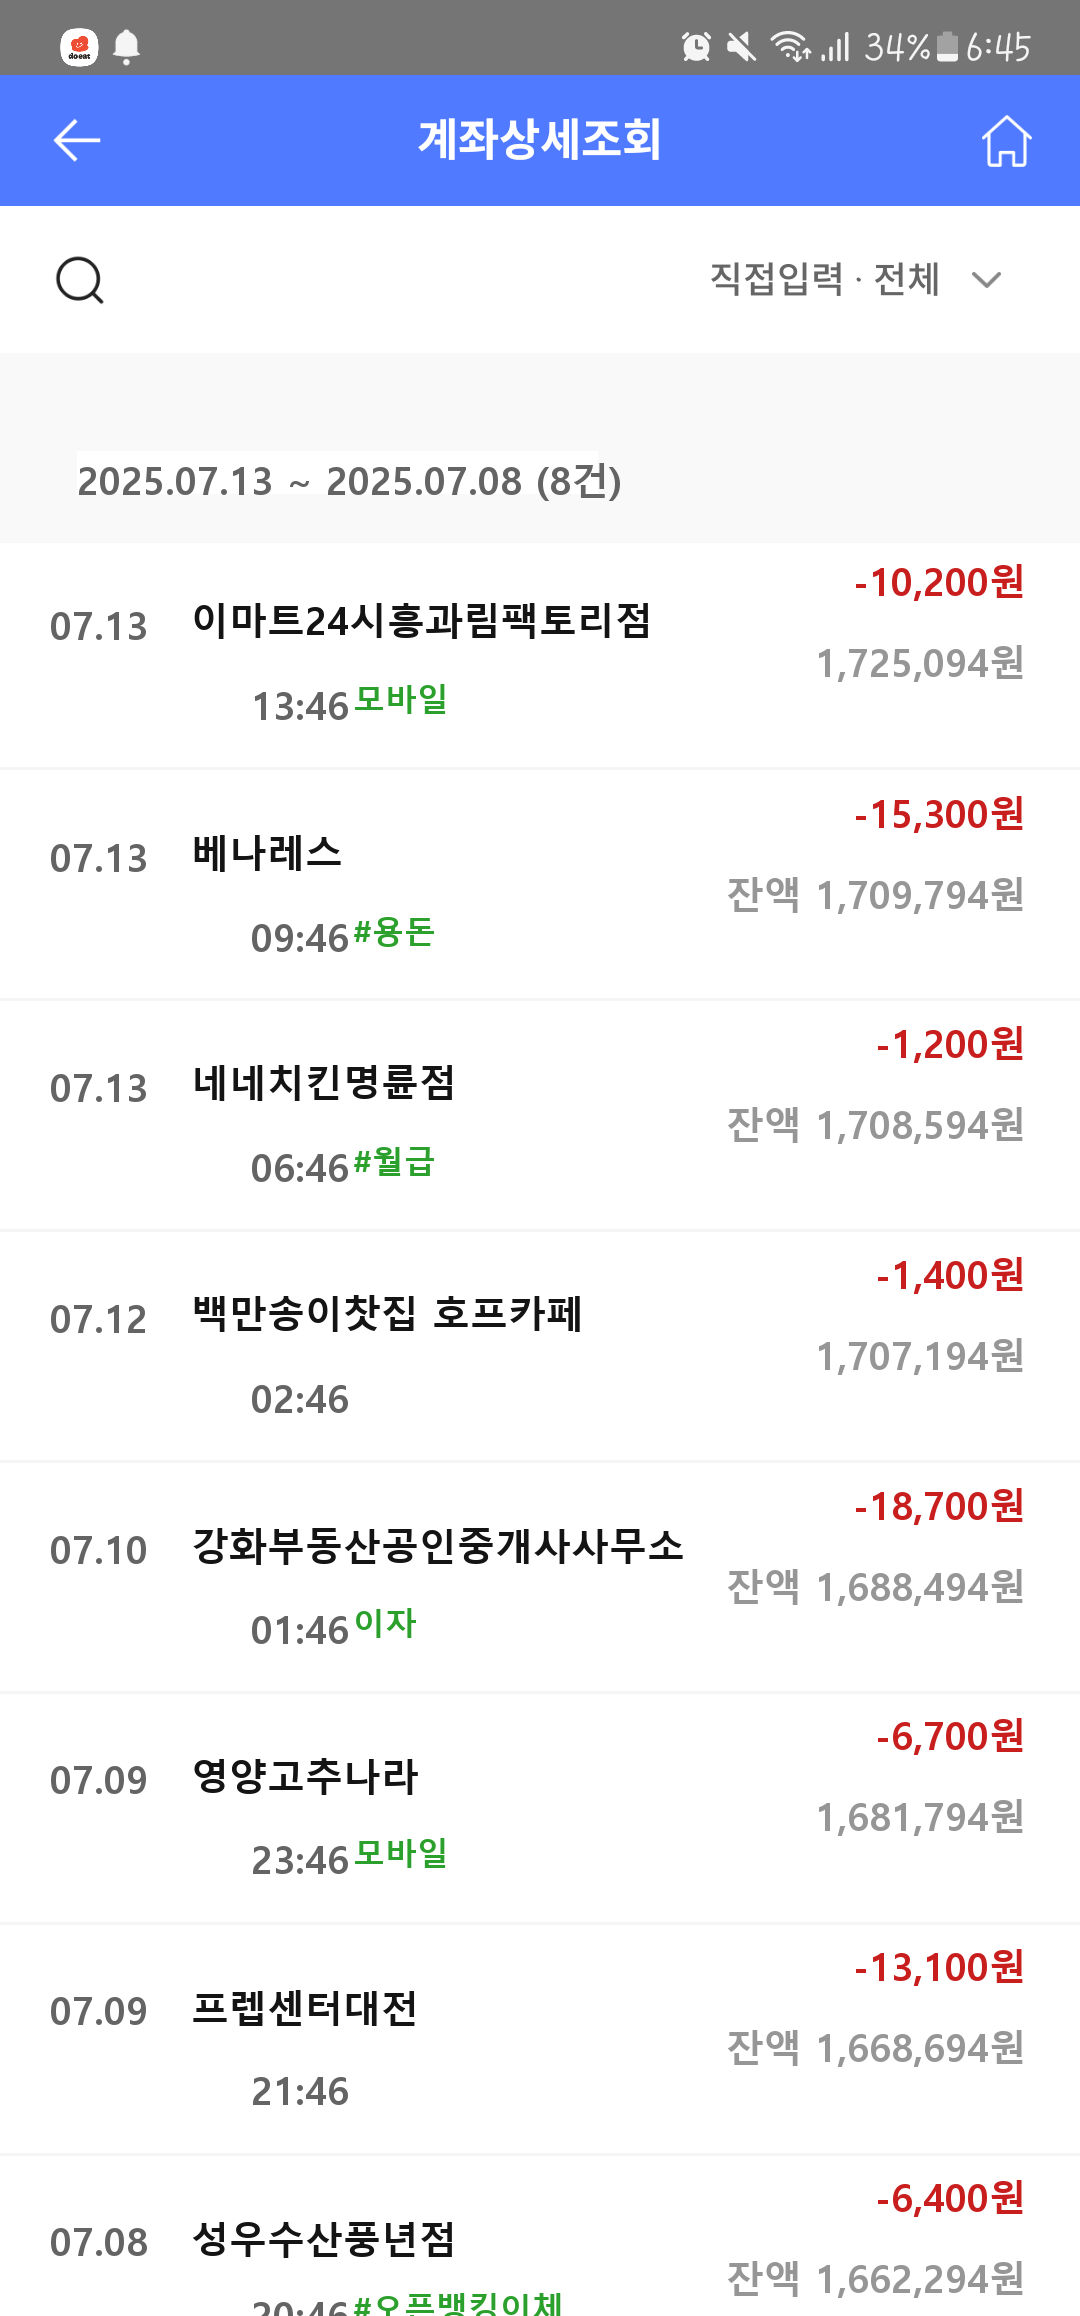 doeat 34% 6:45
계좌상세조회
직접입력 · 전체
2025.07.13 ~ 2025.07.08 (8건)
-10,200원
07.13 이마트24시흥과림팩토리점
1,725,094원
13:46 모바일
-15,300원
07.13 베나레스
잔액 1,709,794원
09:46 #용돈
-1,200원
07.13 네네치킨명륜점
잔액 1,708,594원
06:46 #월급
-1,400원
07.12 백만송이찻집 호프카페
1,707,194원
02:46
-18,700원
07.10 강화부동산공인중개사사무소
잔액 1,688,494원
01:46 이자
-6,700원
07.09 영양고추나라
1,681,794원
23:46 모바일
-13,100원
07.09 프렙센터대전
잔액 1,668,694원
21:46
-6,400원
07.08 성우수산풍년점
잔액 1,662,294원
20:46 #오픈뱅킹이체